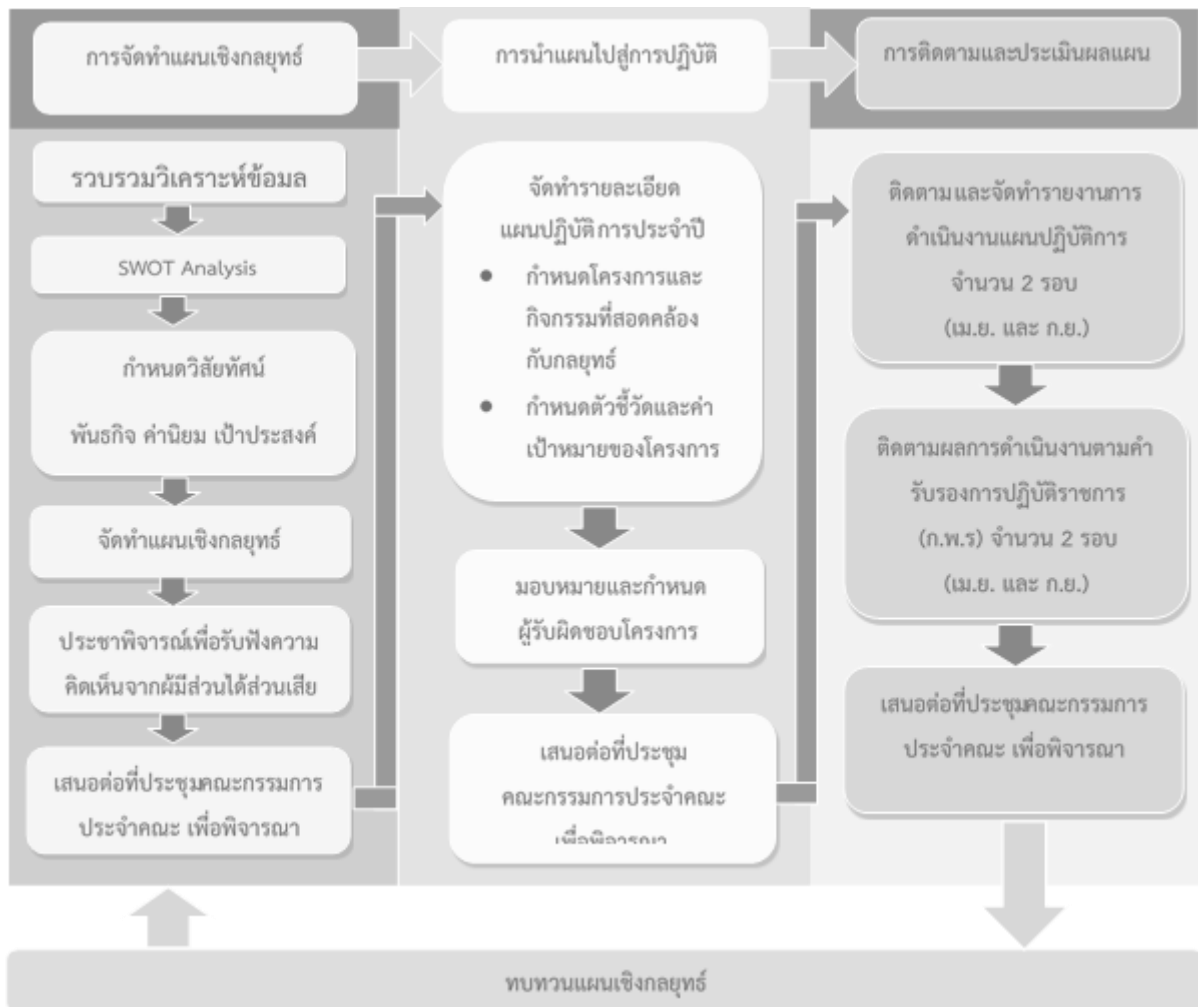 การจัดทำแผนเชิงกลยุทธ์
การนำแผนไปสู่การปฏิบัติ
การติดตามและประเมินผลแผน
รวบรวมวิเคราะห์ข้อมูล
SWOT Analysis
กำหนดวิสัยทัศน์
พันธกิจ ค่านิยม เป้าประสงค์
จัดทำแผนเชิงกลยุทธ์
ประชาพิจารณ์เพื่อรับฟังความ
คิดเห็นจากผู้มีส่วนได้ส่วนเสีย
เสนอต่อที่ประชุมคณะกรรมการ
ประจำคณะ เพื่อพิจารณา
จัดทำรายละเอียด
แผนปฏิบัติการประจำปี
● กำหนดโครงการและ
กิจกรรมที่สอดคล้อง
กับกลยุทธ์
● กำหนดตัวชี้วัดและค่า
เป้าหมายของโครงการ
มอบหมายและกำหนด
ผู้รับผิดชอบโครงการ
เสนอต่อที่ประชุม
คณะกรรมการประจำคณะ
เพื่อพิจารณา
ติดตามและจัดทำรายงานการ
ดำเนินงานแผนปฏิบัติการ
จำนวน 2 รอบ
(เม.ย. และ ก.ย.)
ติดตามผลการดำเนินงานตามคำ
รับรองการปฏิบัติราชการ
(ก.พ.ร) จำนวน 2 รอบ
(เม.ย. และ ก.ย.)
เสนอต่อที่ประชุมคณะกรรมการ
ประจำคณะ เพื่อพิจารณา
ทบทวนแผนเชิงกลยุทธ์